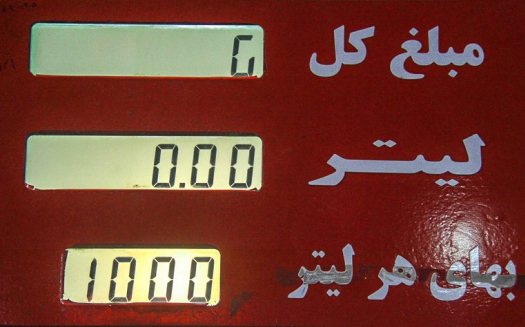 مبلغ کل
لیتر 0.00
بهای هر لیتر 1000